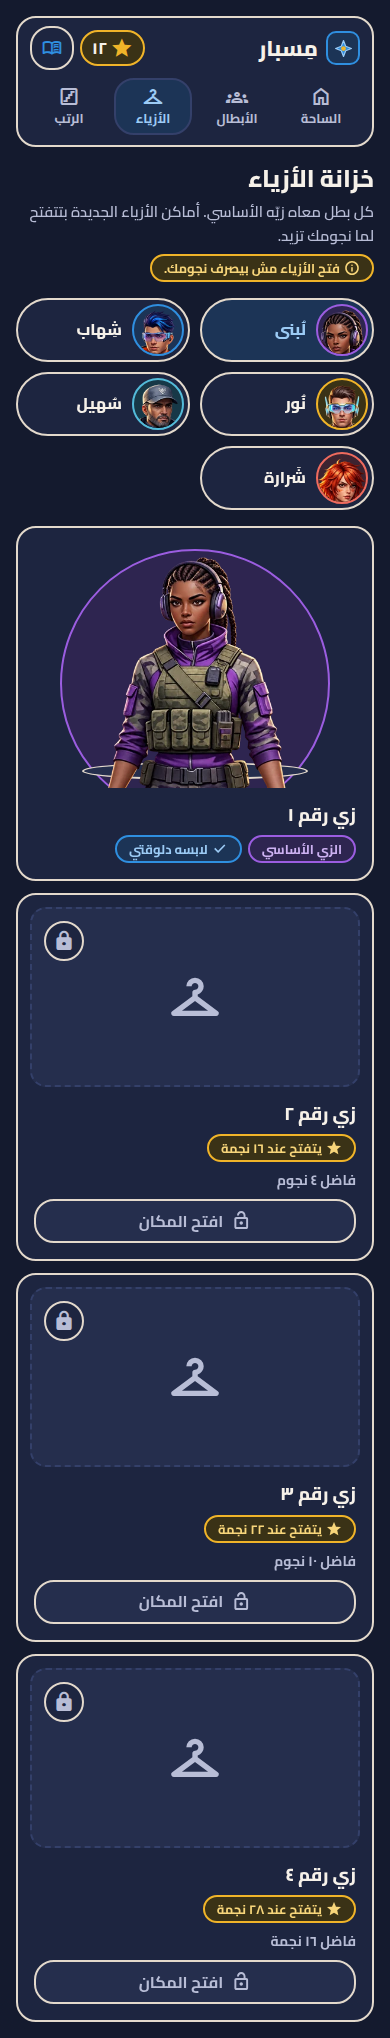 مِسبار
١٢
الساحة
الأبطال
الأزياء
الرتب
خزانة الأزياء
كل بطل معاه زيّه الأساسي. أماكن الأزياء الجديدة بتتفتح
لما نجومك تزيد.
فتح الأزياء مش بيصرف نجومك.
لُبنى
شِهاب
نُور
سُهيل
شَرارة
زي رقم ١
الزي الأساسي
لابسه دلوقتي
زي رقم ٢
يتفتح عند ١٦ نجمة
فاضل ٤ نجوم
افتح المكان
زي رقم ٣
يتفتح عند ٢٢ نجمة
فاضل ١٠ نجوم
افتح المكان
زي رقم ٤
يتفتح عند ٢٨ نجمة
فاضل ١٦ نجمة
افتح المكان